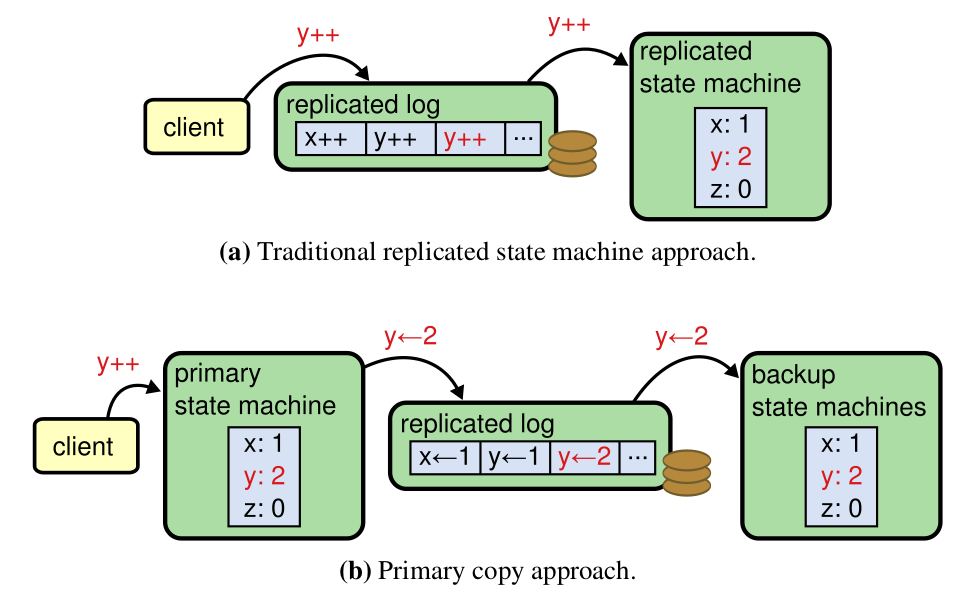 y++
y++
client
replicated log
x++ y++ y++ ...
replicated
state machine
x: 1
y: 2
z: 0
(a) Traditional replicated state machine approach.
y++
y←2
y←2
client
primary
state machine
x: 1
y: 2
z: 0
replicated log
x←1 y←1 y←2 ...
backup
state machines
x: 1
y: 2
z: 0
(b) Primary copy approach.